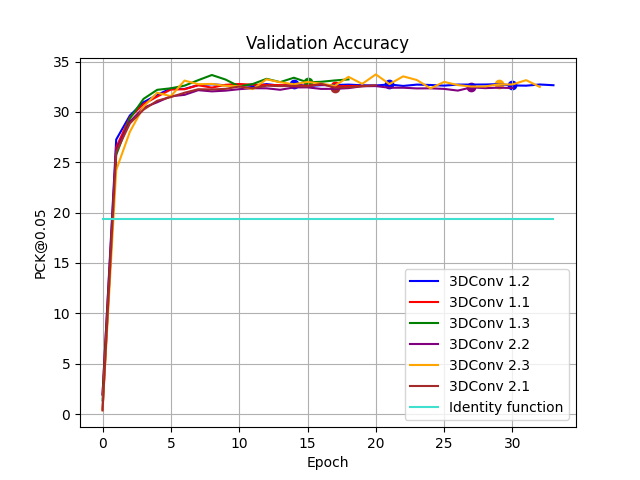 Validation Accuracy
35
30
25
20
15
10
5
0
PCK@0.05
0 5 10 15 20 25 30
Epoch
3DConv 1.2
3DConv 1.1
3DConv 1.3
3DConv 2.2
3DConv 2.3
3DConv 2.1
Identity function